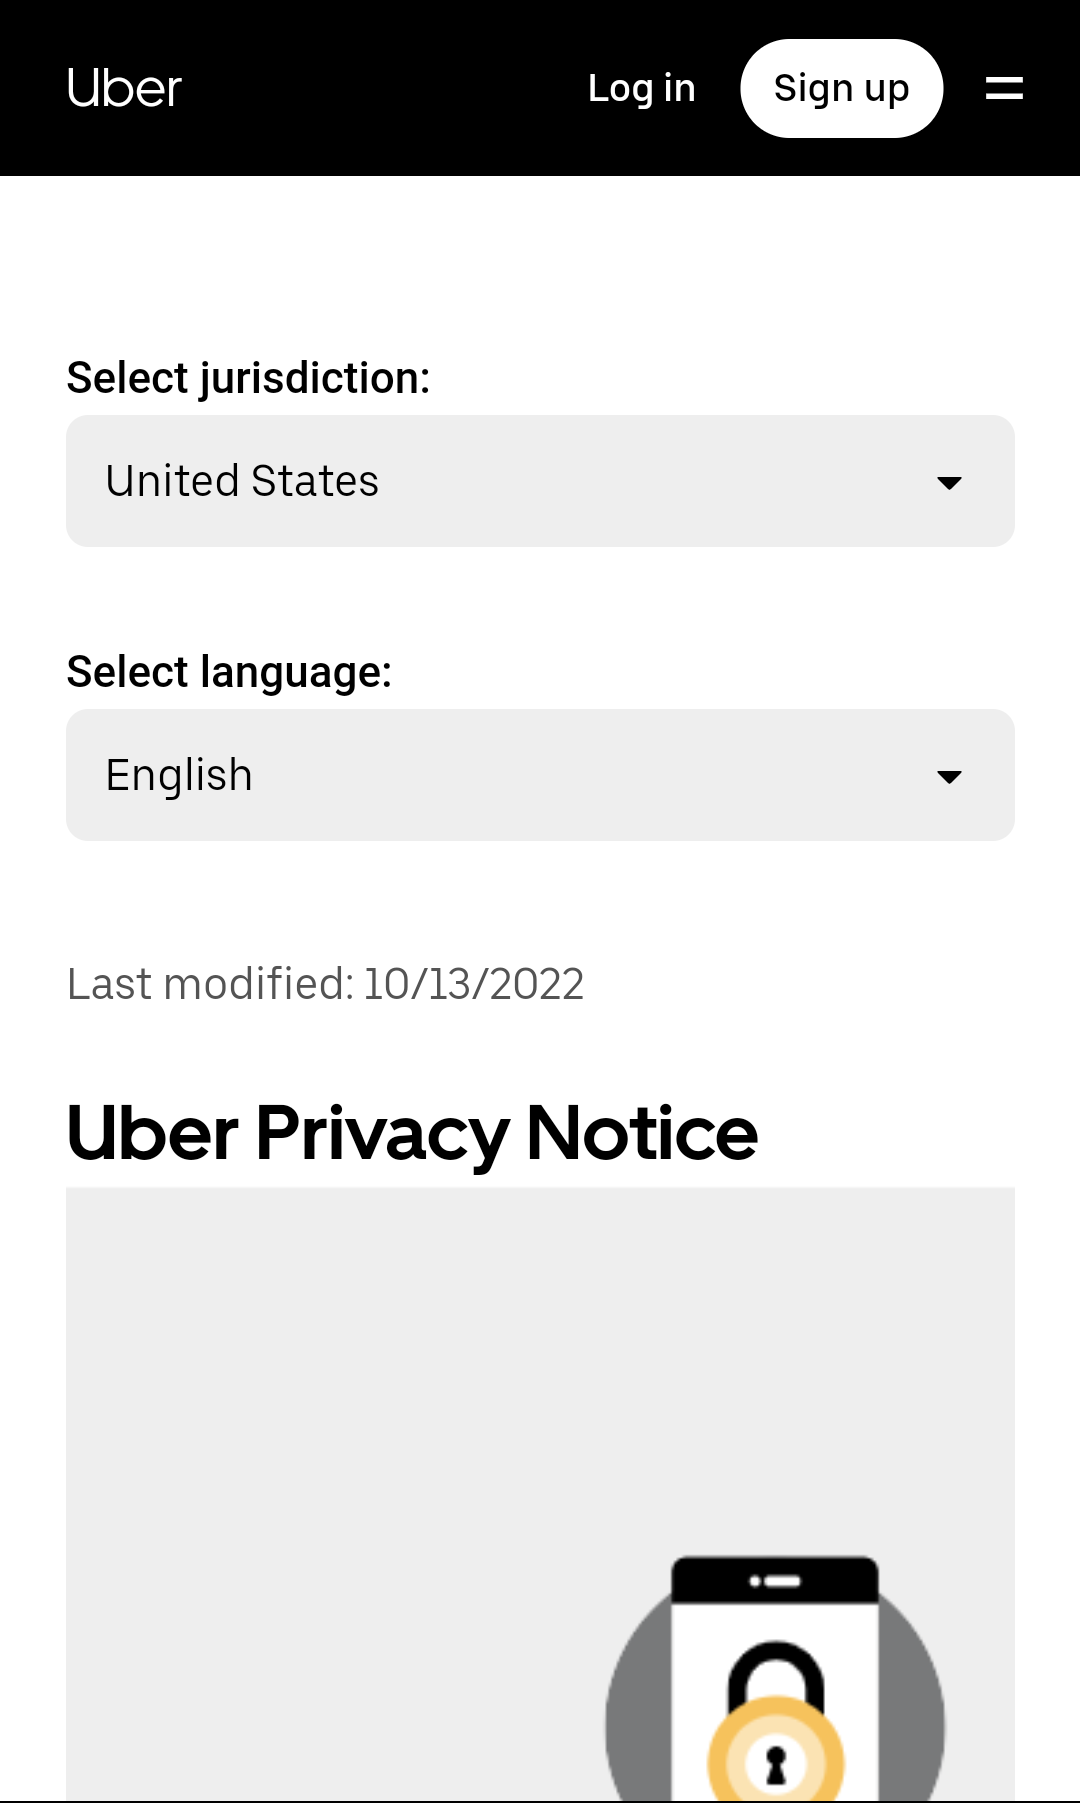 Uber
Log in
Sign up
Select jurisdiction:
United States
Select language:
English
Last modified: 10/13/2022
Uber Privacy Notice